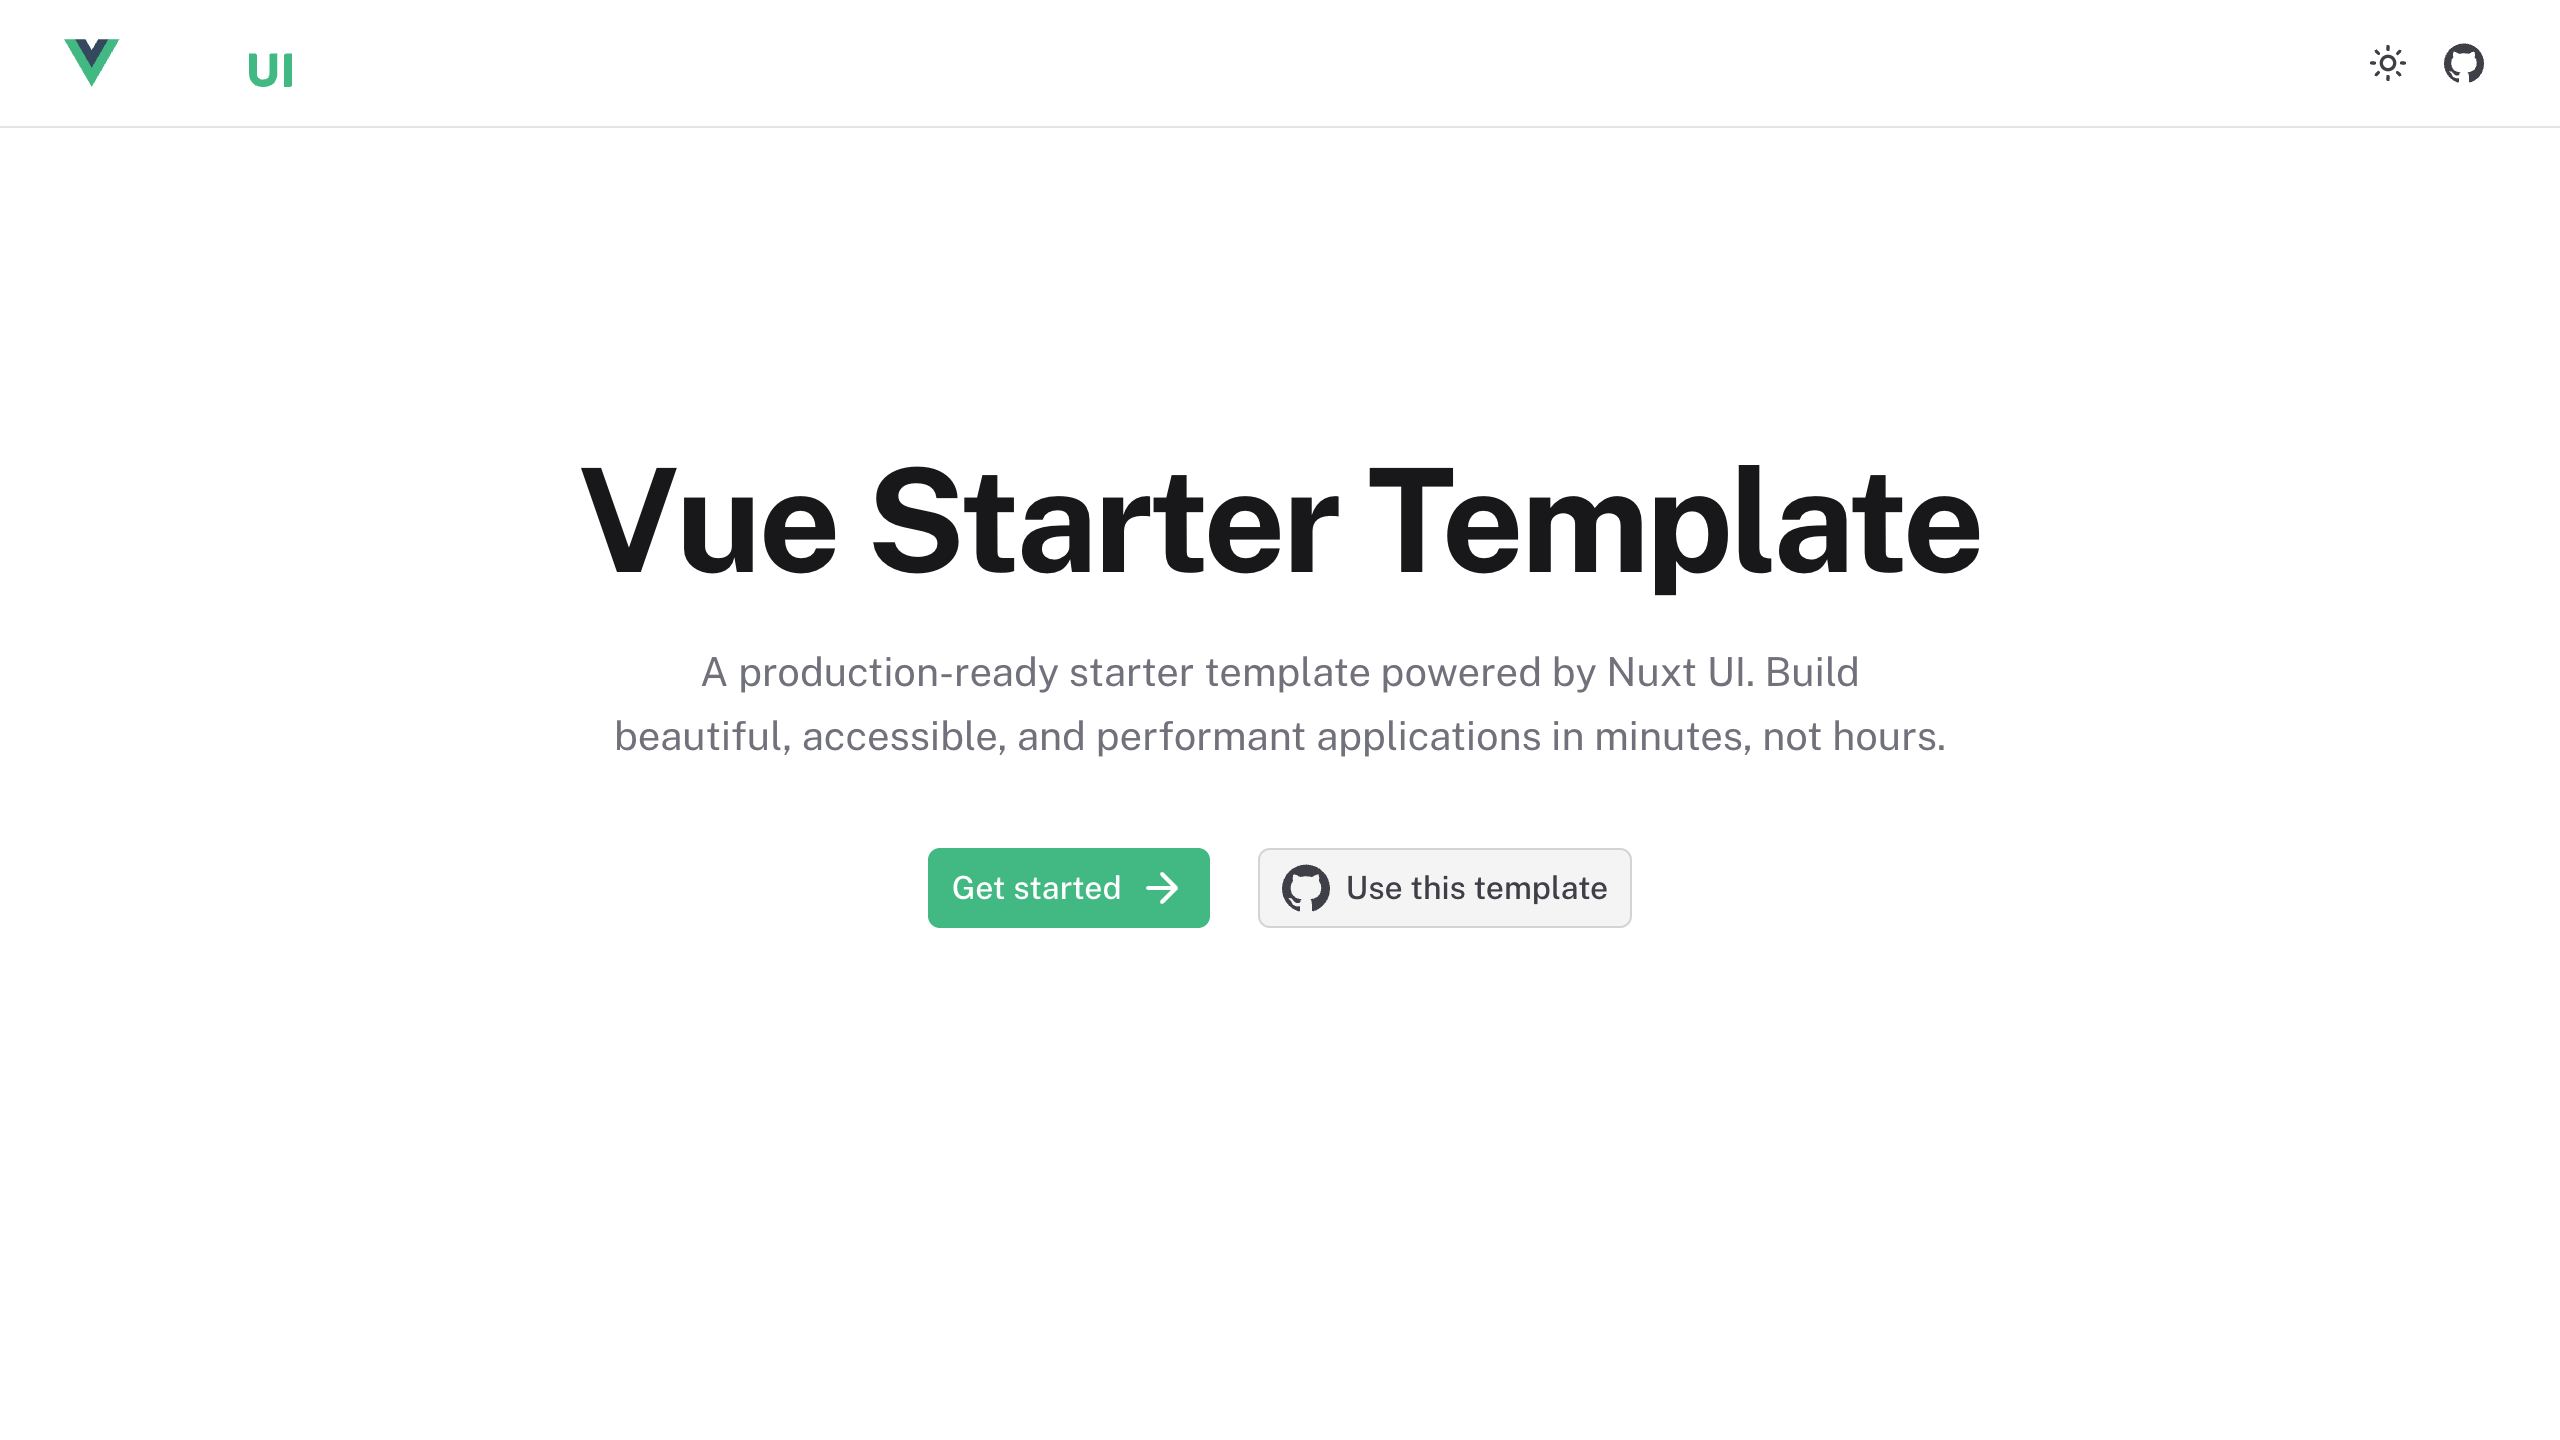 UI
Vue Starter Template
A production-ready starter template powered by Nuxt UI. Build
beautiful, accessible, and performant applications in minutes, not hours.
Get started
Use this template